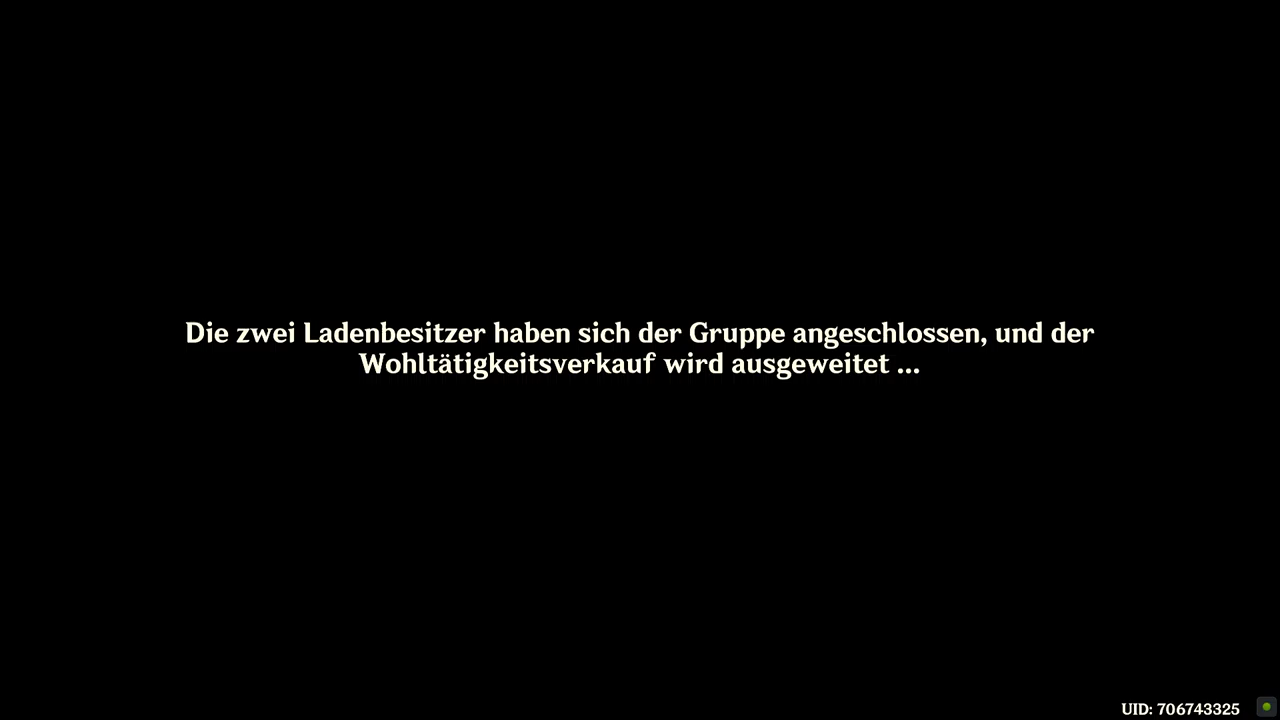 Die zwei Ladenbesitzer haben sich der Gruppe angeschlossen, und der
Wohltätigkeitsverkauf wird ausgeweitet ...
UID: 706743325